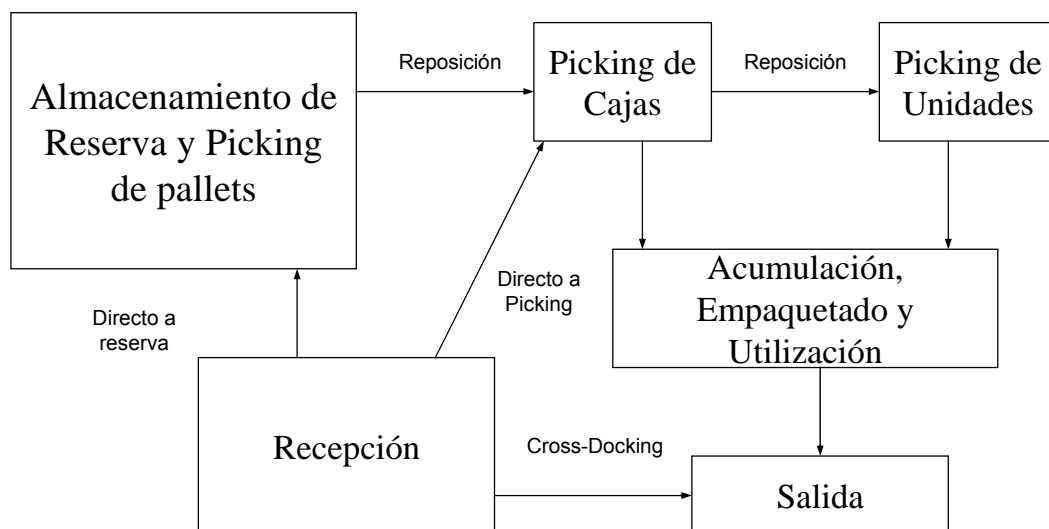 Almacenamiento de
Reserva y Picking
de pallets
Reposición
Picking de
Cajas
Reposición
Picking de
Unidades
Directo a
reserva
Directo a
Picking
Acumulación,
Empaquetado y
Utilización
Recepción
Cross-Docking
Salida